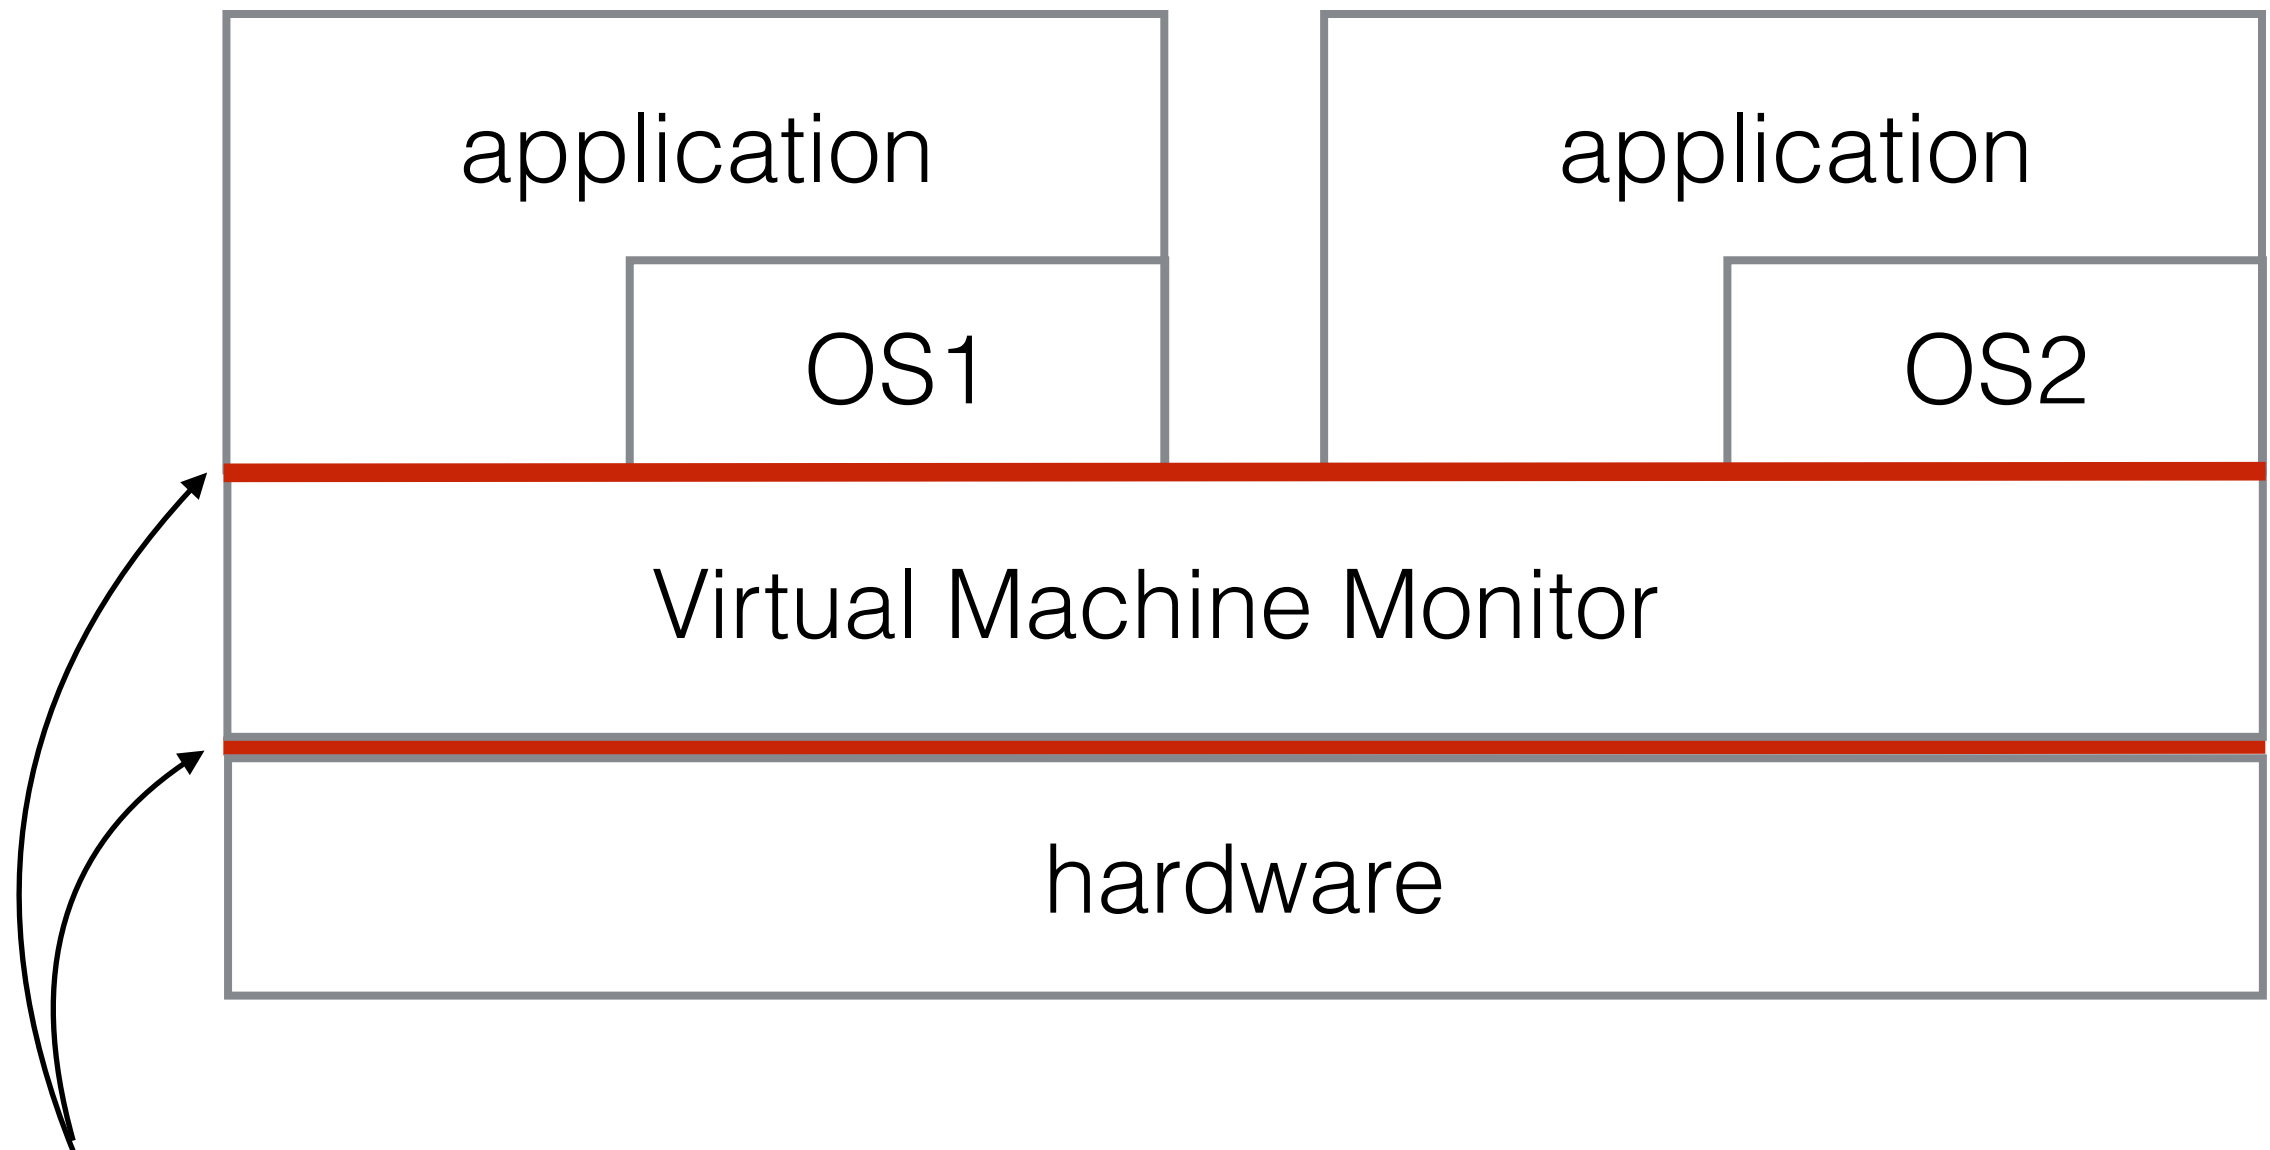 application
application
OS1
OS2
Virtual Machine Monitor
hardware